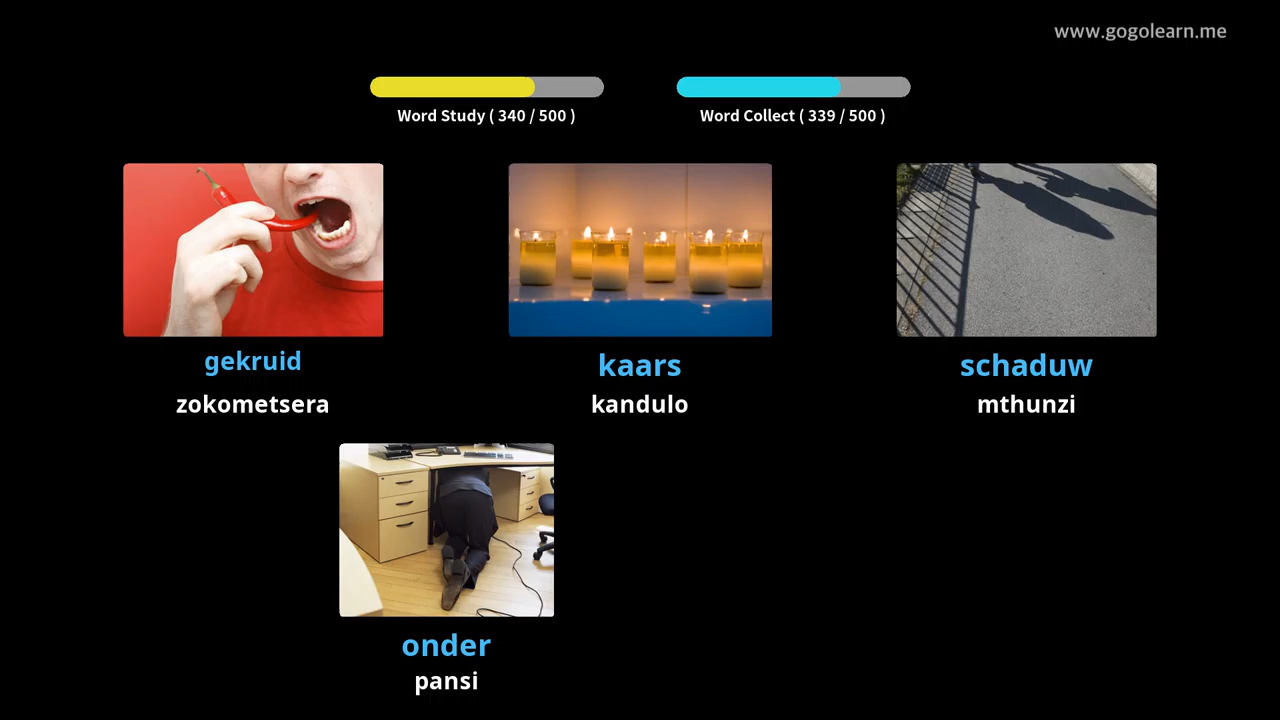 www.gogolearn.me
Word Study ( 340 / 500 )
Word Collect ( 339 / 500 )
gekruid
zokometsera
kaars
kandulo
schaduw
mthunzi
onder
pansi